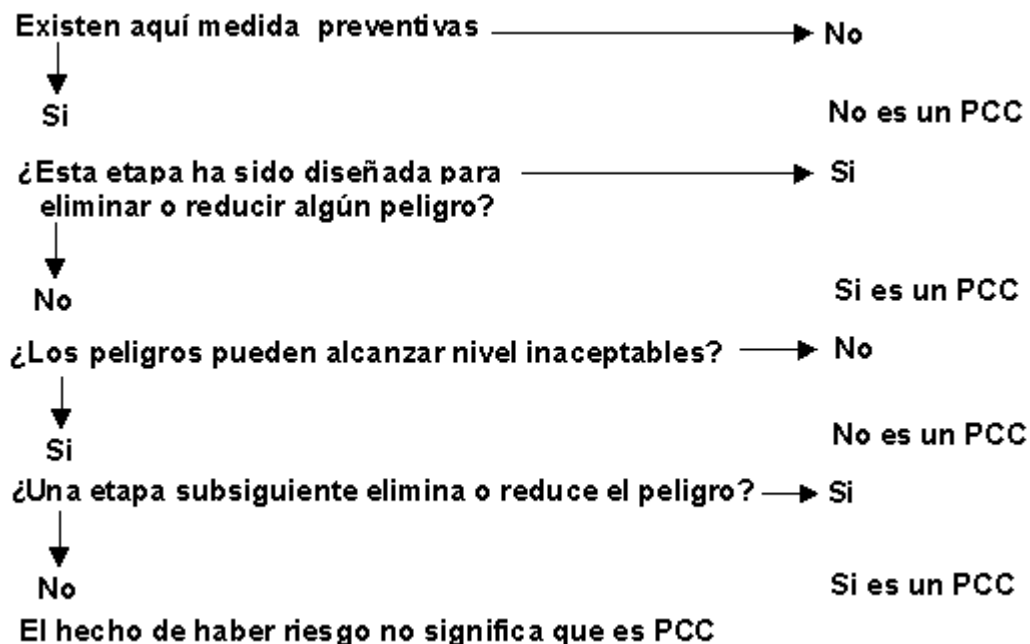 Existen aquí medida preventivas No
Si
No es un PCC
¿Esta etapa ha sido diseñada para Si
eliminar o reducir algún peligro?
No
Si es un PCC
¿Los peligros pueden alcanzar nivel inaceptables? No
Si
No es un PCC
¿Una etapa subsiguiente elimina o reduce el peligro? Si
No
Si es un PCC
El hecho de haber riesgo no significa que es PCC